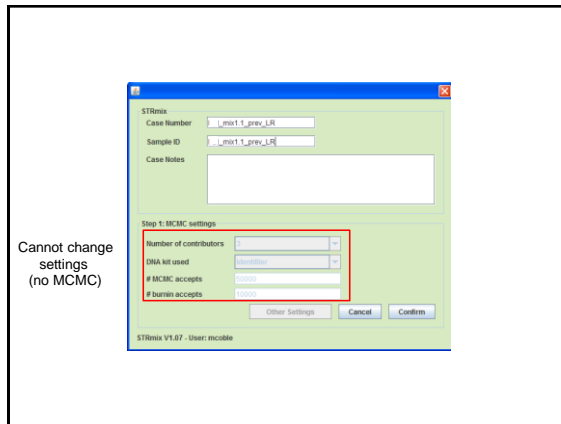 STRmix
Case Number _mix1.1_prev_LR
Sample ID _mix1.1_prev_LR
Case Notes
Step 1: MCMC settings
Cannot change
settings
(no MCMC)
Number of contributors 3
DNA kit used Identifiler
# MCMC accepts 50000
# burnin accepts 10000
Other Settings Cancel Confirm
STRmix V1.07 - User: mcoble